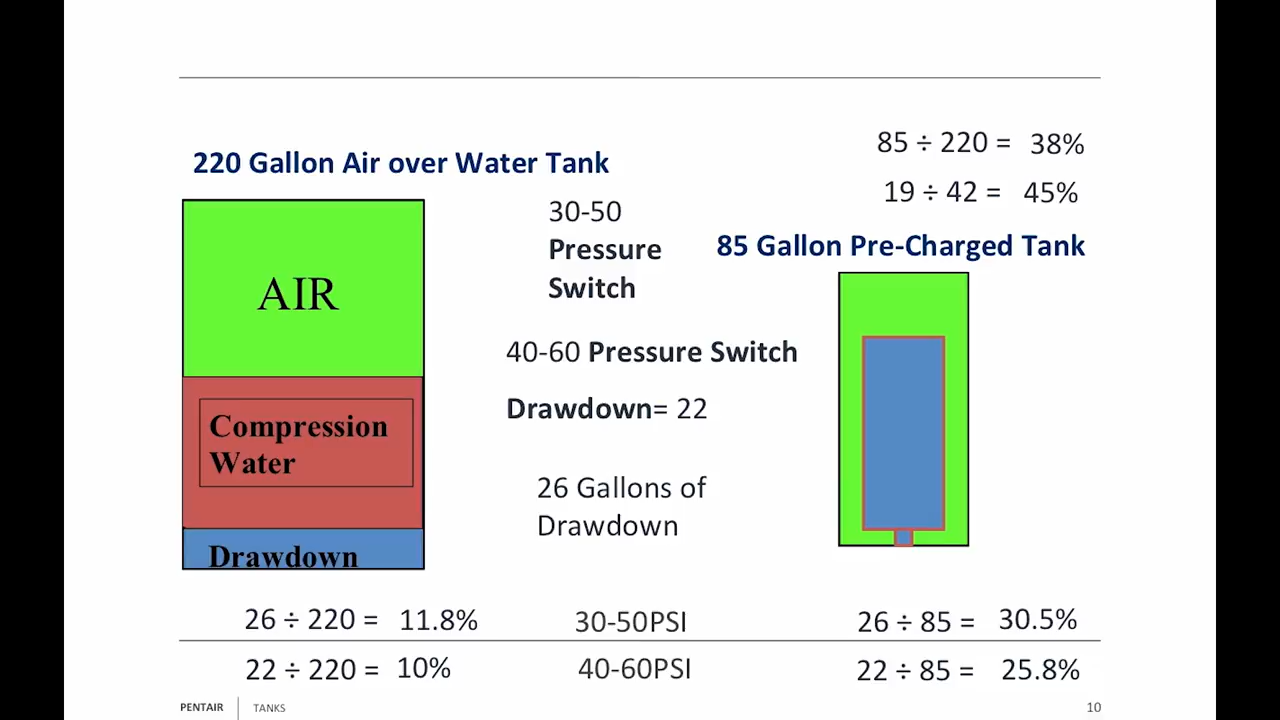 85 ÷ 220 = 38%
19 ÷ 42 = 45%
220 Gallon Air over Water Tank
30-50
Pressure
Switch
85 Gallon Pre-Charged Tank
AIR
40-60 Pressure Switch
Drawdown= 22
Compression
Water
26 Gallons of
Drawdown
Drawdown
26 ÷ 220 = 11.8%
30-50PSI
26 ÷ 85 = 30.5%
22 ÷ 220 = 10%
40-60PSI
22 ÷ 85 = 25.8%
PENTAIR
TANKS
10